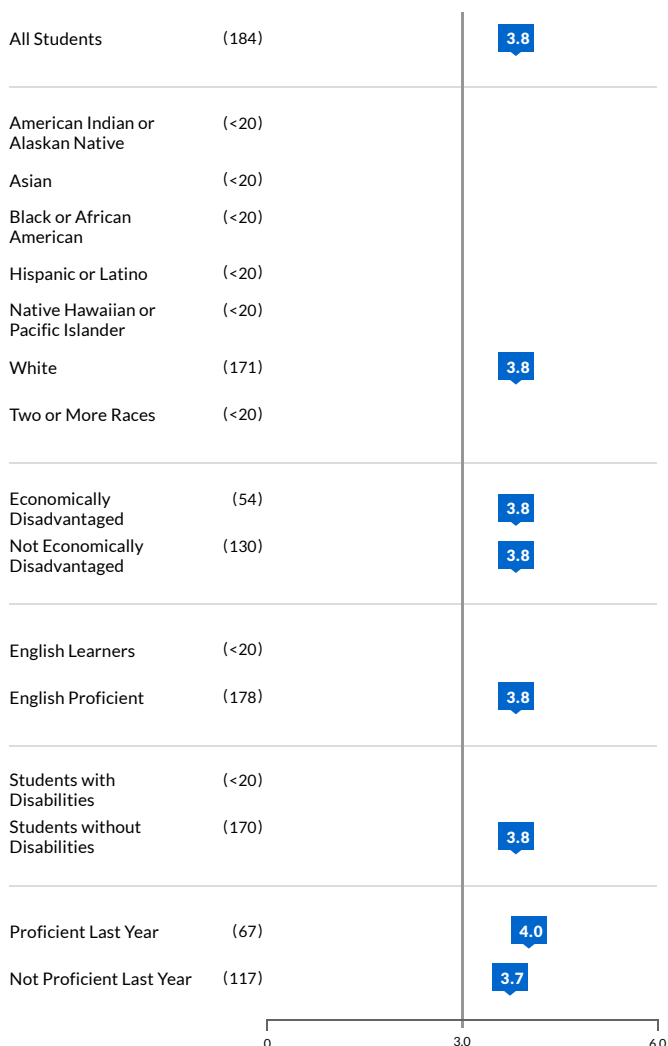 All Students (184) 3.8
American Indian or (<20)
Alaskan Native
Asian (<20)
Black or African (<20)
American
Hispanic or Latino (<20)
Native Hawaiian or (<20)
Pacific Islander
White (171) 3.8
Two or More Races (<20)
Economically (54) 3.8
Disadvantaged
Not Economically (130) 3.8
Disadvantaged
English Learners (<20)
English Proficient (178) 3.8
Students with (<20)
Disabilities
Students without (170) 3.8
Disabilities
Proficient Last Year (67) 4.0
Not Proficient Last Year (117) 3.7
0 3.0 6.0